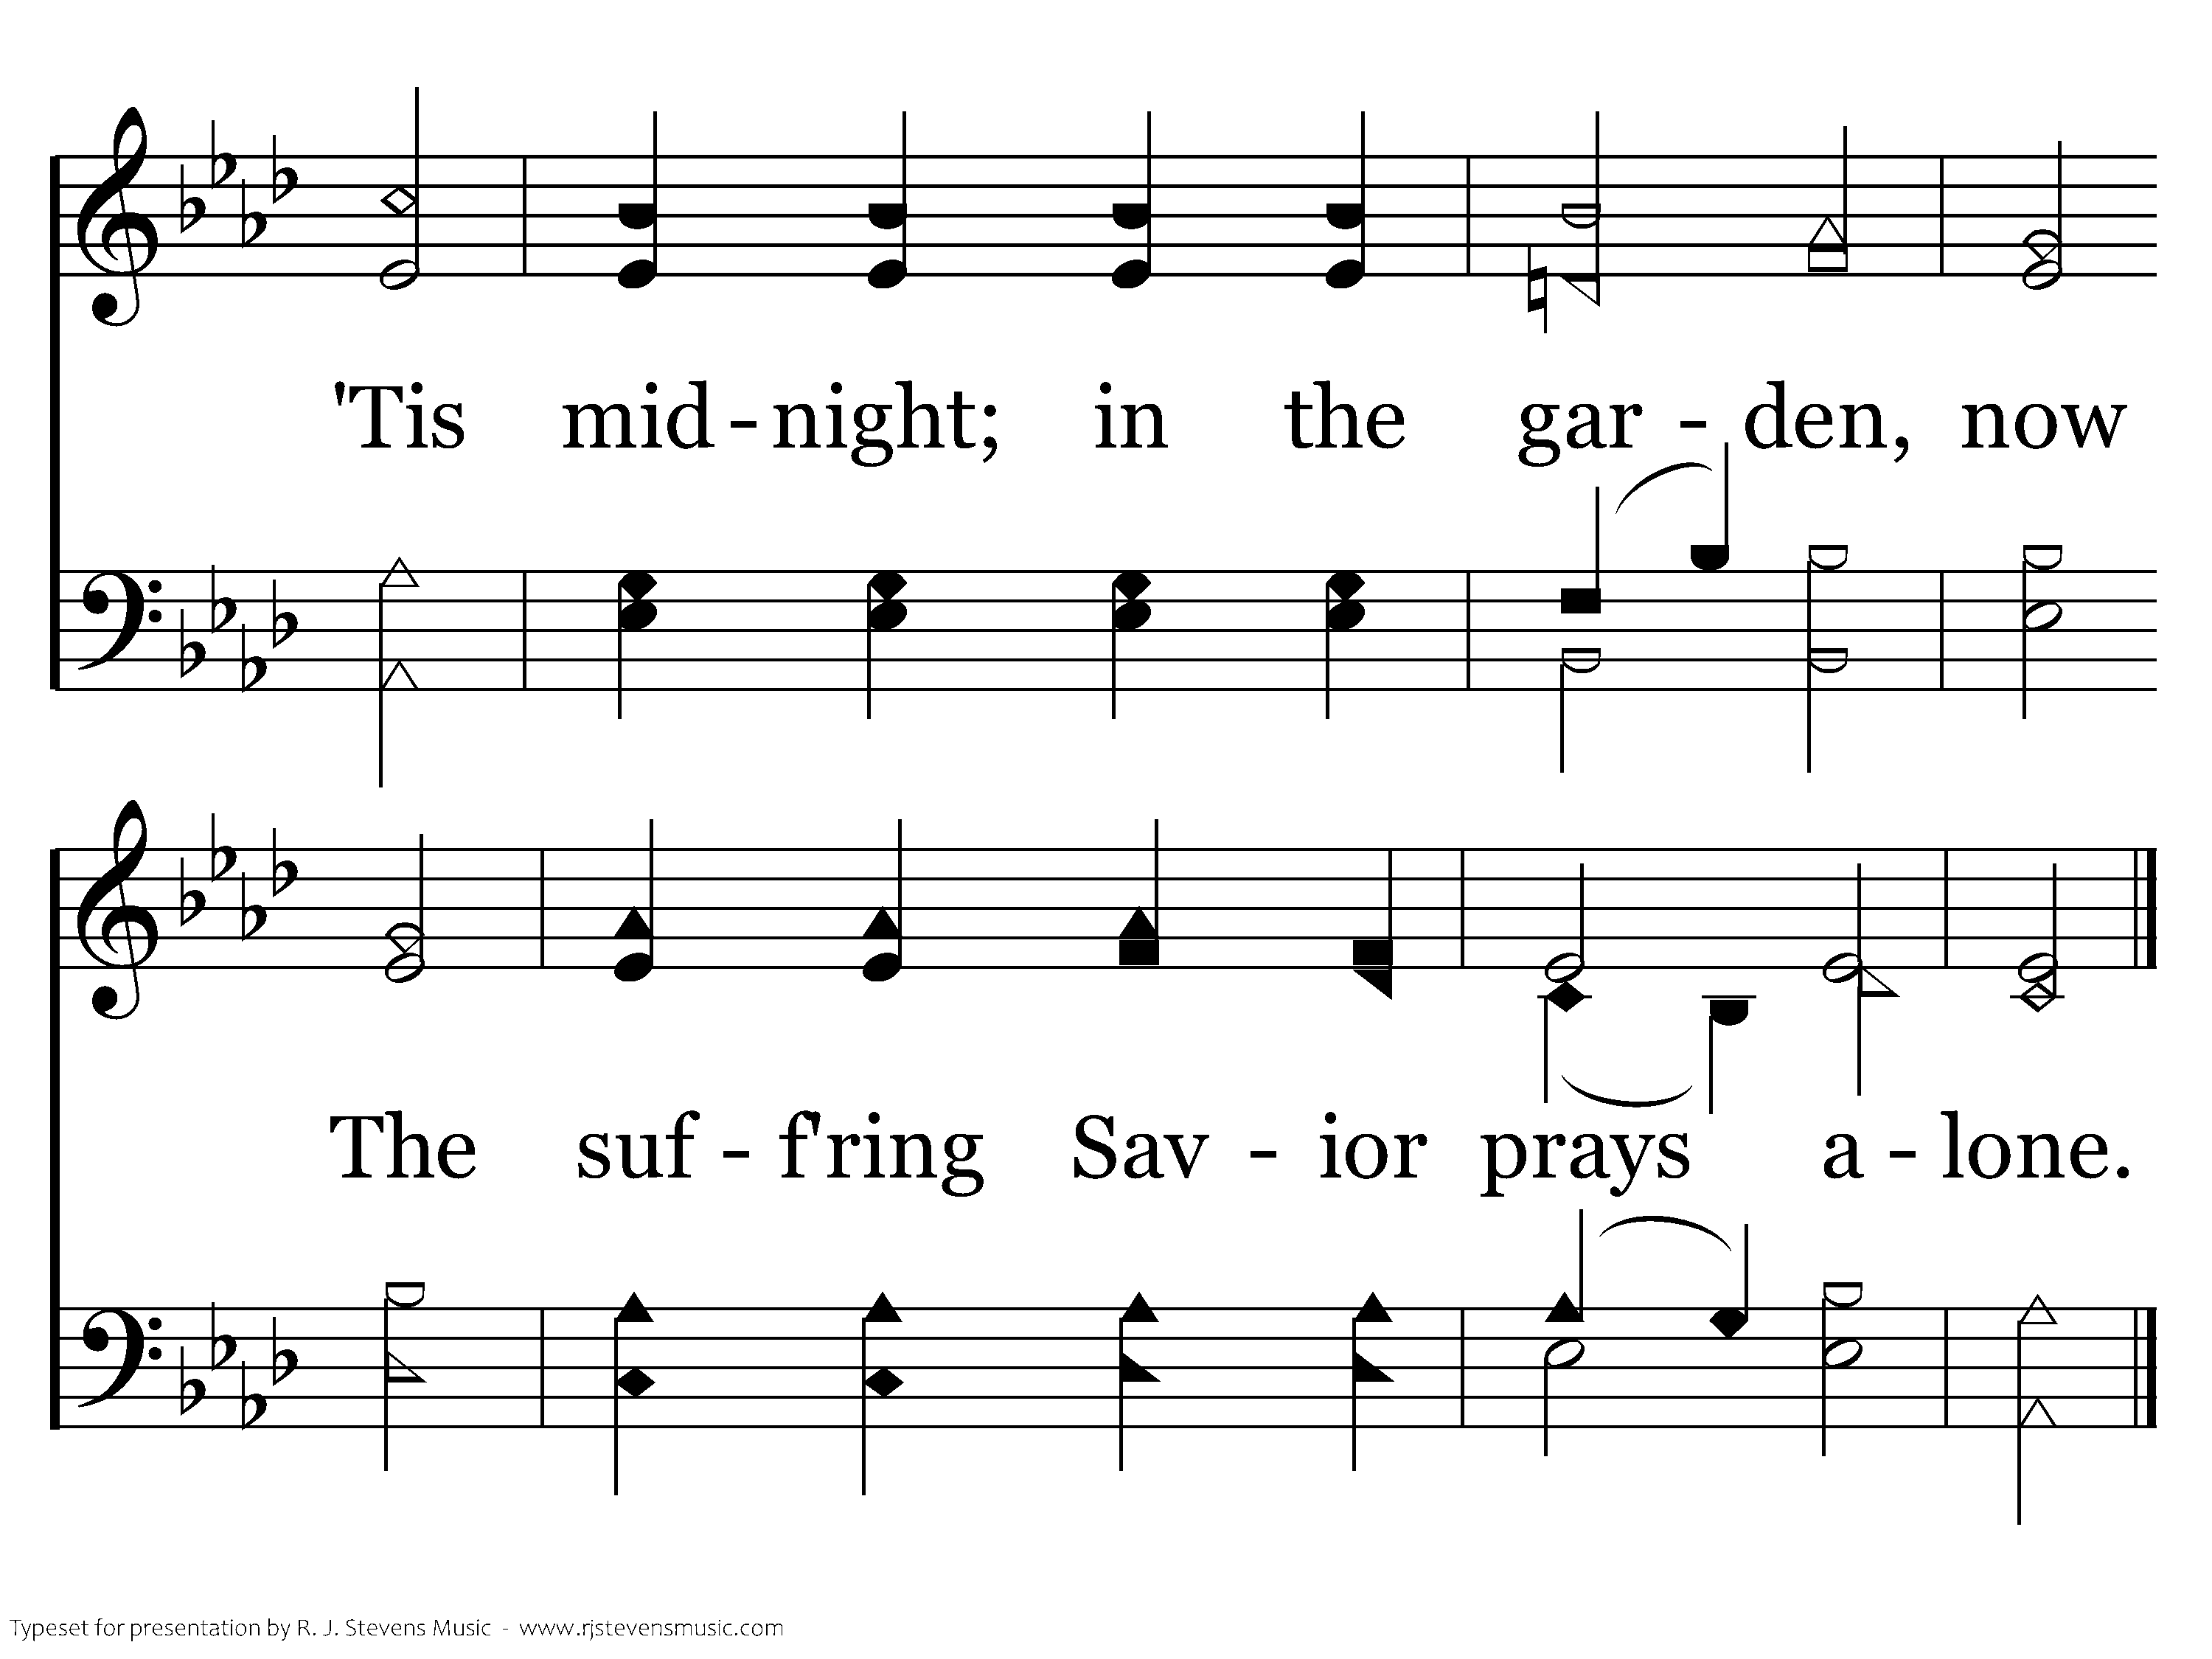 'Tis mid - night; in the gar - den, now
The suf - f'ring Sav - ior prays a - lone.
Typeset for presentation by R. J. Stevens Music - www.rjstevensmusic.com